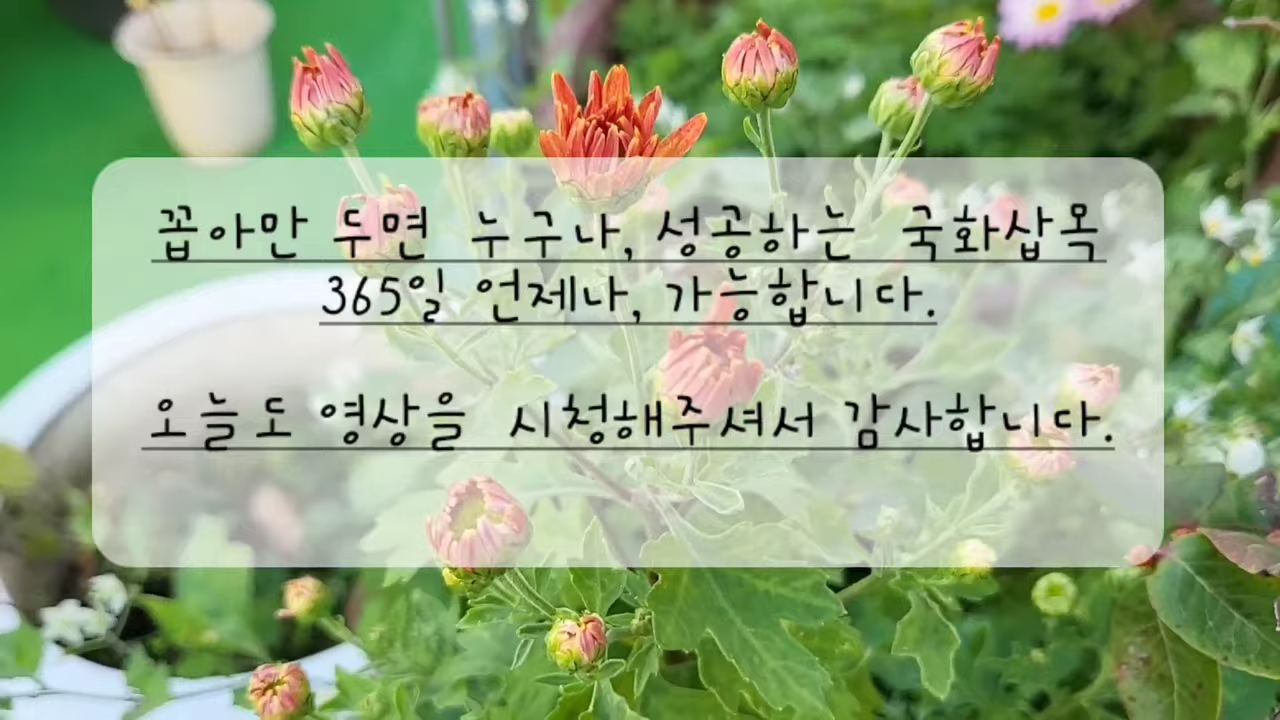 꼽아만 두면 누구나, 성공하는 국화삽목
365일 언제나, 가능합니다.
오늘도 영상을 시청해주셔서 감사합니다.